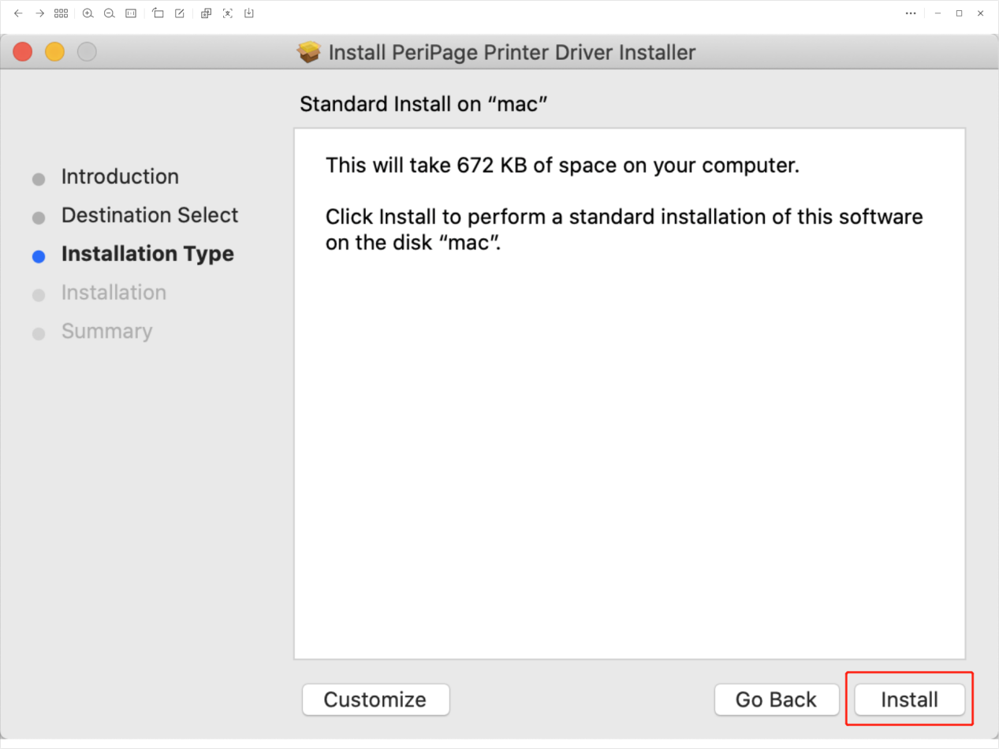 Install PeriPage Printer Driver Installer
Standard Install on “mac”
Introduction
Destination Select
Installation Type
Installation
Summary
This will take 672 KB of space on your computer.
Click Install to perform a standard installation of this software
on the disk “mac”.
Customize
Go Back
Install